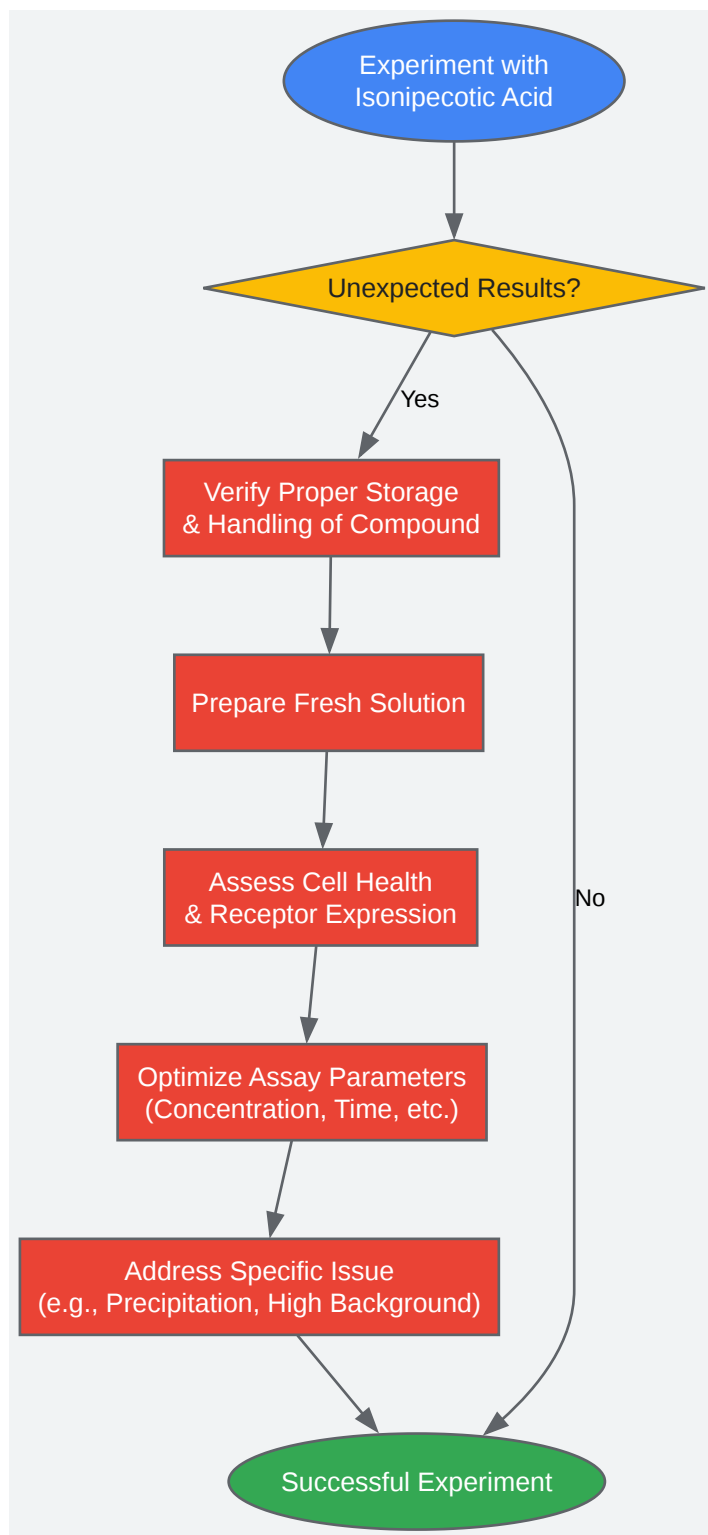 Experiment with
Isonipecotic Acid
Unexpected Results?
Yes
Verify Proper Storage
& Handling of Compound
Prepare Fresh Solution
Assess Cell Health
& Receptor Expression
No
Optimize Assay Parameters
(Concentration, Time, etc.)
Address Specific Issue
(e.g., Precipitation, High Background)
Successful Experiment